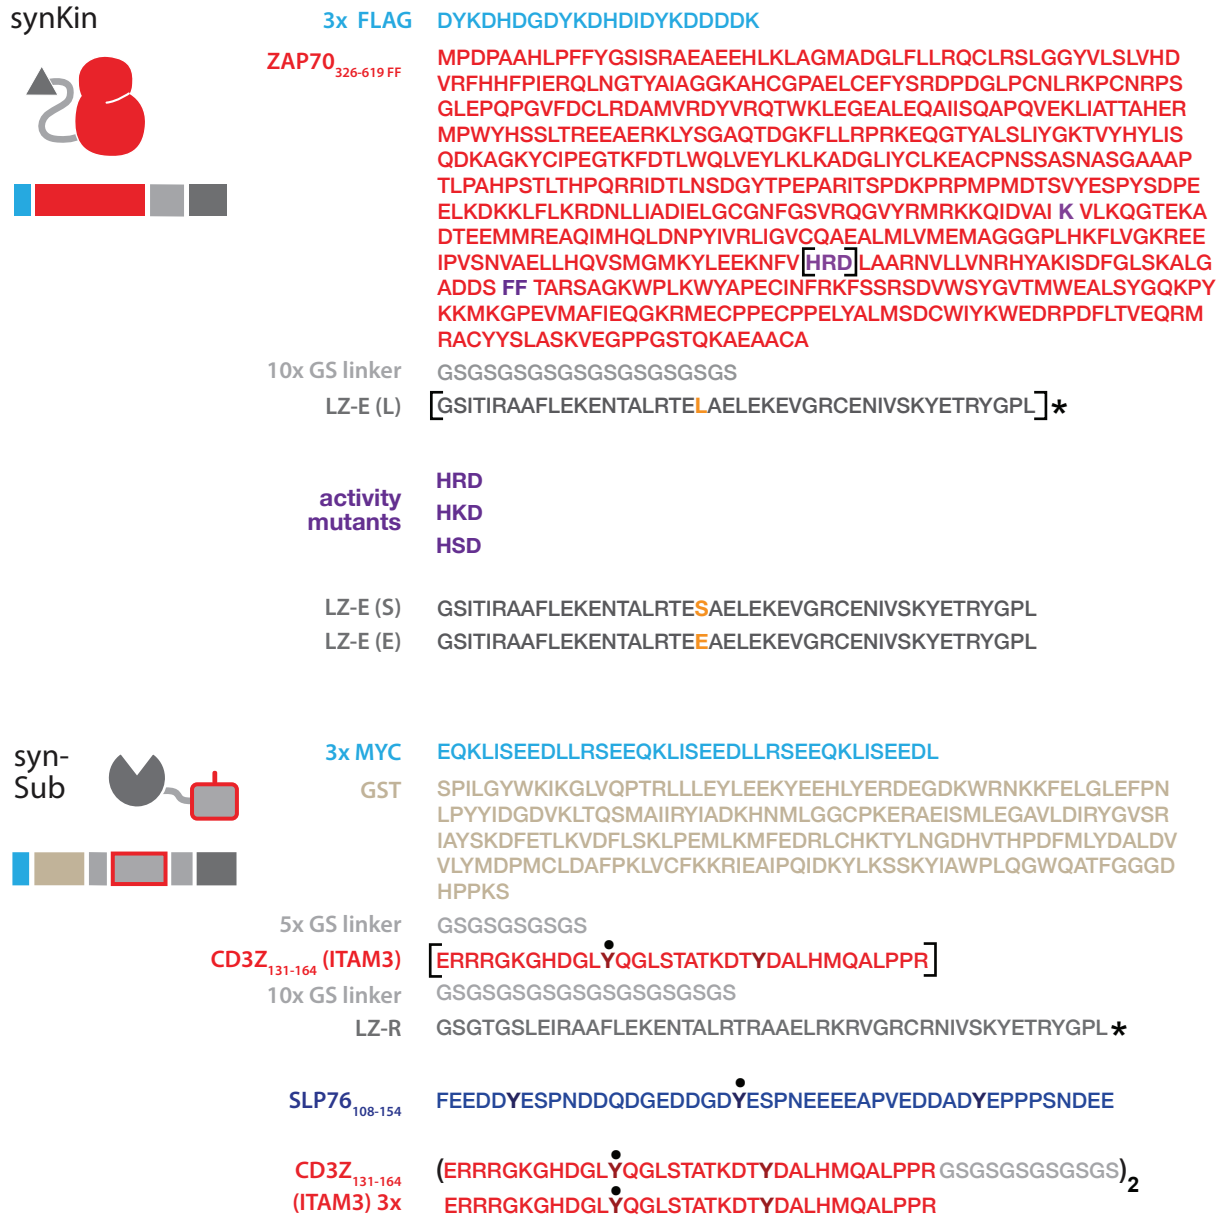 synKin
3x FLAG DYKDHDGDYKDHDIDYKDDDDK
ZAP70326-619 FF MPDPAAHLPFFYGSISRAEAEEHLKLAGMADGLFLLRQCLRSLGGYVLSLVHD
VRFHHFPIERQLNGTYAIAGGKAHCGPAELCEFYSRDPDGLPCNLRKPCNRPS
GLEPQPGVFDCLRDAMVRDYVRQTWKLEGEALEQAIISQAPQVEKLIATTAHER
MPWYHSSLTREEAERKLYSGAQTDGKFLLRPRKEQGTYALSLIYGKTVYHYLIS
QDKAGKYCIPEGTKFDTLWQLVEYLKLKADGLIYCLKEACPNSSASNASGAAAP
TLPAHPSTLTHPQRRIDTLNSDGYTPEPARITSPDKPRPMPMDTSVYESPYSDPE
ELKDKKLFLKRDNLLIADIELGCGNFGSVRQGVYRMRKKQIDVAI K VLKQGTEKA
DTEEMMREAQIMHQLDNPYIVRLIGVCQAEALMLVMEMAGGGPLHKFLVGKREE
IPVSNVAELLHQVSMGMKYLEEKNFV[HRD]LAARNVLLVNRHYAKISDFGLSKALG
ADDS FF TARSAGKWPLKWYAPECINFRKFSSRSDVWSYGVTMWEALSYGQKPY
KKMKGPEVMAFIEQGKRMECPPECPPELYALMSDCWIYKWEDRPDFLTVEQRM
RACYYSLASKVEGPPGSTQKAEAACA
10x GS linker GSGSGSGSGSGSGSGSGSGS
LZ-E (L) [GSITIRAAFLEKENTALRTELAELEKEVGRCENIVSKYETRYGPL]*
activity
mutants
HRD
HKD
HSD
LZ-E (S) GSITIRAAFLEKENTALRTESAELEKEVGRCENIVSKYETRYGPL
LZ-E (E) GSITIRAAFLEKENTALRTEEAELEKEVGRCENIVSKYETRYGPL
syn-
Sub
3x MYC EQKLISEEDLLRSEEQKLISEEDLLRSEEQKLISEEDL
GST SPILGYWKIKGLVQPTRLLLEYLEEKYEEHLYERDEGDKWRNKKFELGLEFPN
LPYYIDGDVKLTQSMAIIRYIADKHNMLGGCPKERAEISMLEGAVLDIRYGVSR
IAYSKDFETLKVDFLSKLPEMLKMFEDRLCHKTYLNGDHVTHPDFMLYDALDV
VLYMDPMCLDAFPKLVCFKKRIEAIPQIDKYLKSSKYIAWPLQGWQATFGGGD
HPPKS
5x GS linker GSGSGSGSGS
CD3Z131-164 (ITAM3) [ERRRGKGHDGLYQGLSTATKDTYDALHMQALPPR]
10x GS linker GSGSGSGSGSGSGSGSGSGS
LZ-R GSGTGSLEIRAAFLEKENTALRTRAAELRKRVGRCRNIVSKYETRYGPL*
SLP76108-154 FEEDDYESPNDDQDGEDDGDYESPNEEEEAPVEDDADYEPPPSNDEE
CD3Z131-164 (ERRRGKGHDGLYQGLSTATKDTYDALHMQALPPR GSGSGSGSGSGS)2
(ITAM3) 3x ERRRGKGHDGLYQGLSTATKDTYDALHMQALPPR